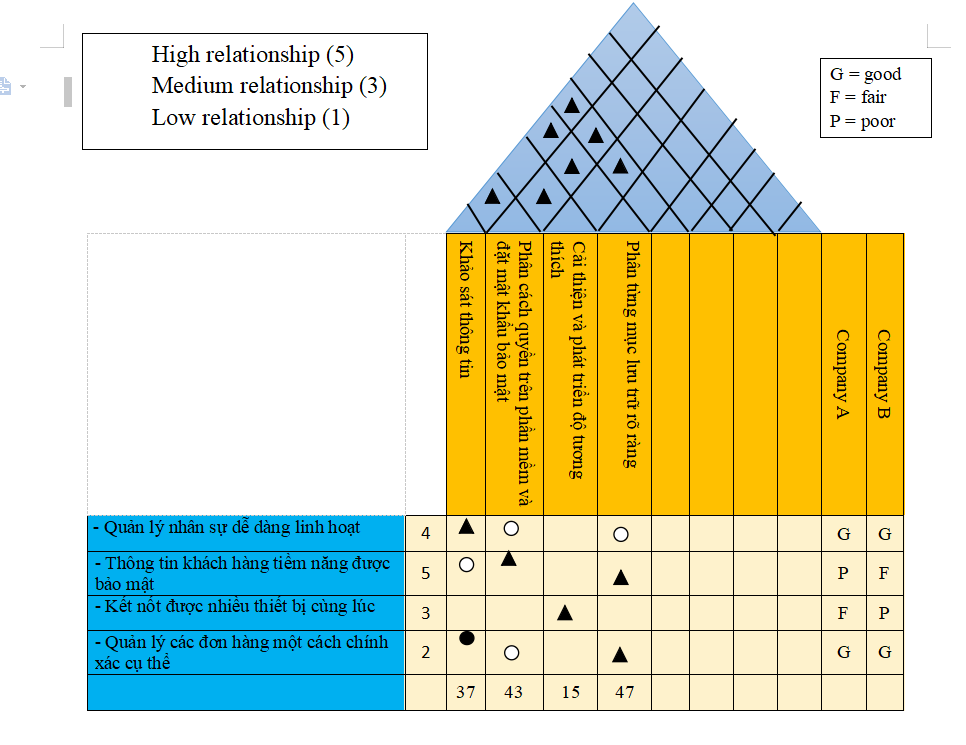 High relationship (5)
Medium relationship (3)
Low relationship (1)
G = good
F = fair
P = poor
Khảo sát thông tin
Phân cách quyền trên phần mềm và
đặt mật khẩu bảo mật
Cải thiện và phát triển độ tương
thích
Phân từng mục lưu trữ rõ ràng
Company A
Company B
- Quản lý nhân sự dễ dàng linh hoạt
4
G
G
- Thông tin khách hàng tiềm năng được
bảo mật
5
P
F
- Kết nốt được nhiều thiết bị cùng lúc
3
F
P
- Quản lý các đơn hàng một cách chính
xác cụ thể
2
G
G
37
43
15
47